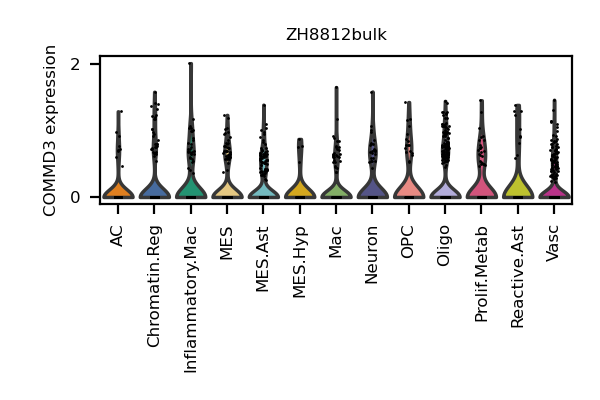 ZH8812bulk
COMMD3 expression
2
0
AC
Chromatin.Reg
Inflammatory.Mac
MES
MES.Ast
MES.Hyp
Mac
Neuron
OPC
Oligo
Prolif.Metab
Reactive.Ast
Vasc